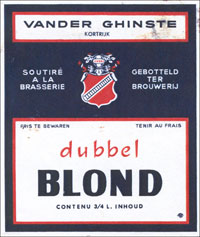 VANDER GHINSTE
KORTRIJK
SOUTIRÉ
A LA
BRASSERIE
GEBOTTELD
TER
BROUWERIJ
FRIS TE BEWAREN
TENIR AU FRAIS
dubbel
BLOND
CONTENU 3/4 L. INHOUD